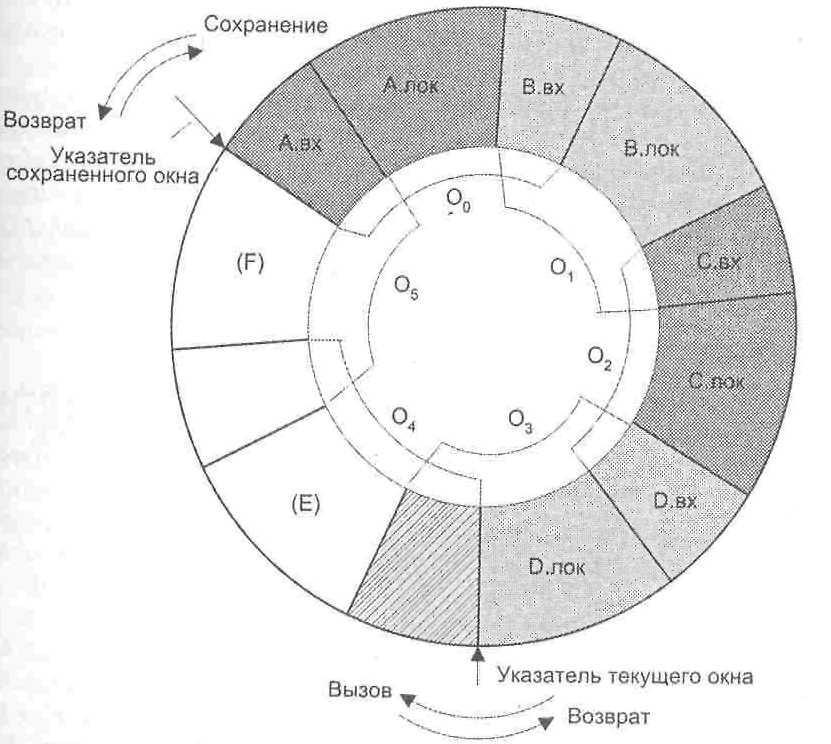 Сохранение
Возврат
Указатель
сохраненного окна
A.вх
A.лок
B.вх
B.лок
C.вх
C.лок
D.вх
D.лок
(E)
(F)
O0
O1
O2
O3
O4
O5
Указатель текущего окна
Вызов
Возврат